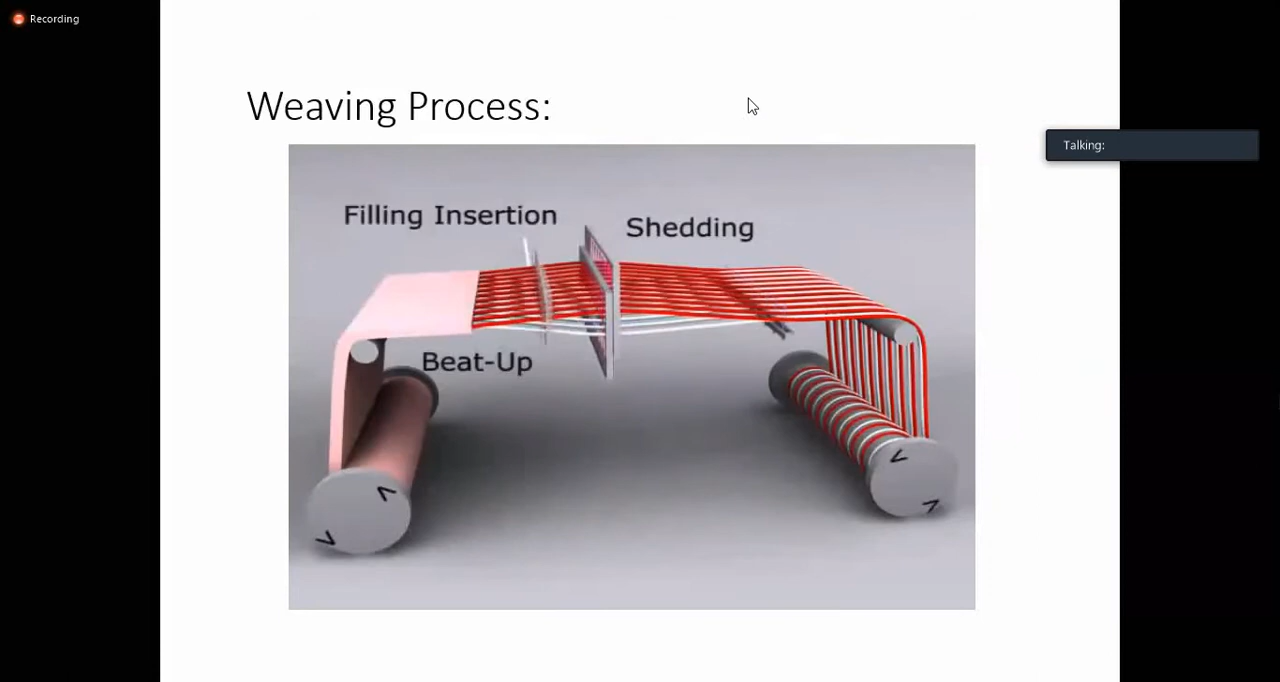 Recording
Weaving Process:
Talking:
Filling Insertion
Shedding
Beat-Up